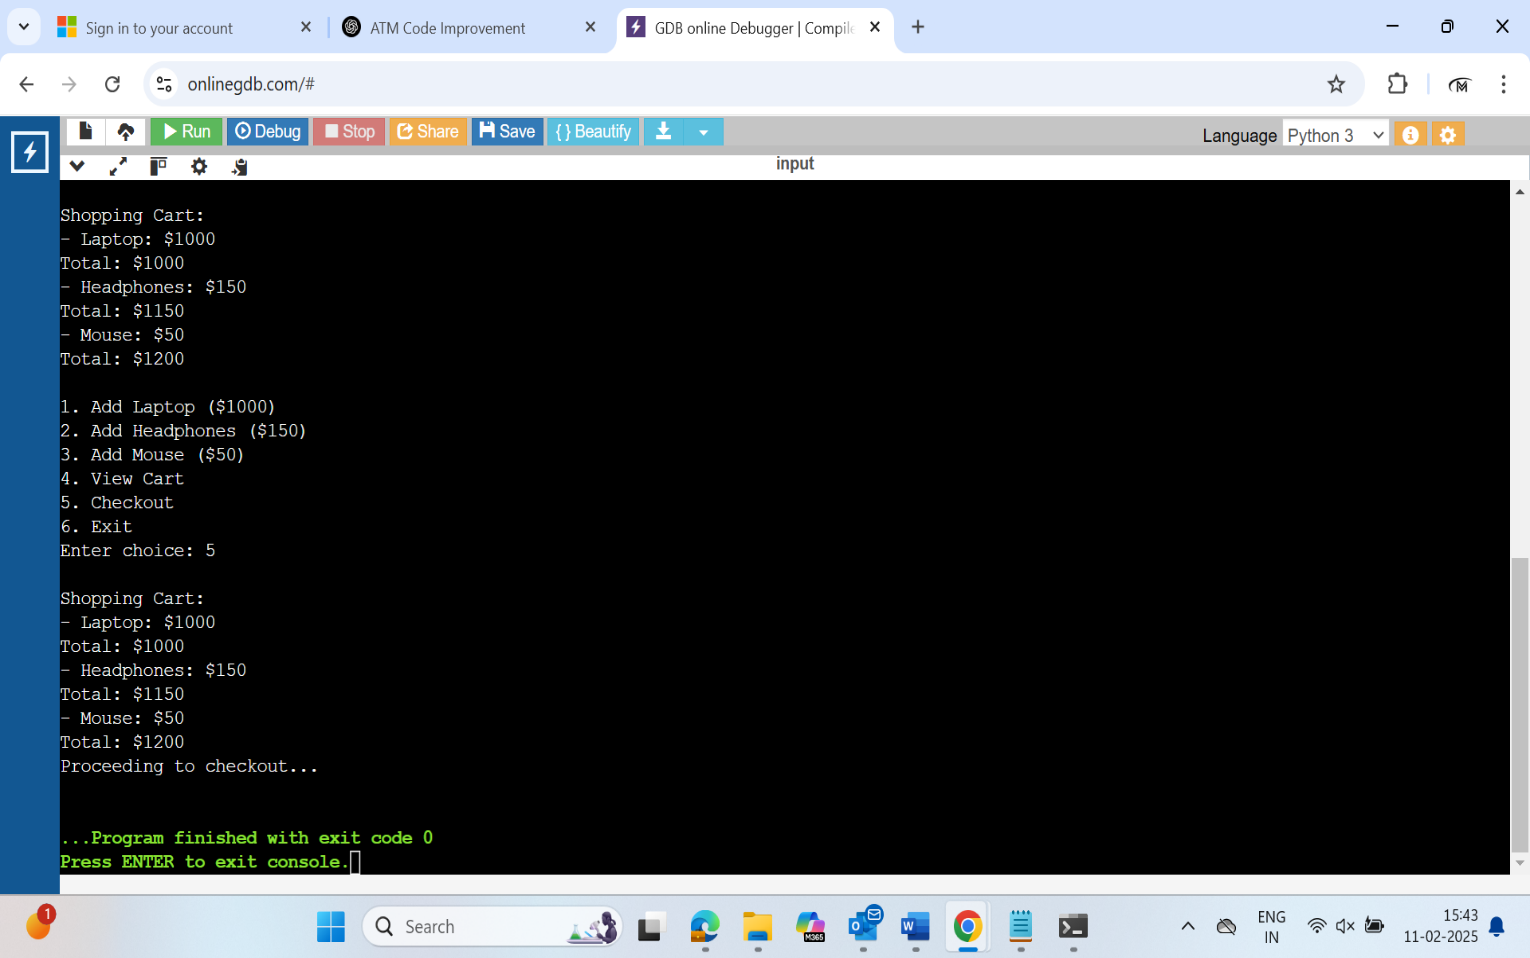 Sign in to your account
ATM Code Improvement
GDB online Debugger | Compile
onlinegdb.com/#
Run Debug Stop Share Save {} Beautify
Language Python 3
input
Shopping Cart:
- Laptop: $1000
Total: $1000
- Headphones: $150
Total: $1150
- Mouse: $50
Total: $1200
1. Add Laptop ($1000)
2. Add Headphones ($150)
3. Add Mouse ($50)
4. View Cart
5. Checkout
6. Exit
Enter choice: 5
Shopping Cart:
- Laptop: $1000
Total: $1000
- Headphones: $150
Total: $1150
- Mouse: $50
Total: $1200
Proceeding to checkout...
...Program finished with exit code 0
Press ENTER to exit console.
1
Search
M365
ENG
IN
15:43
11-02-2025